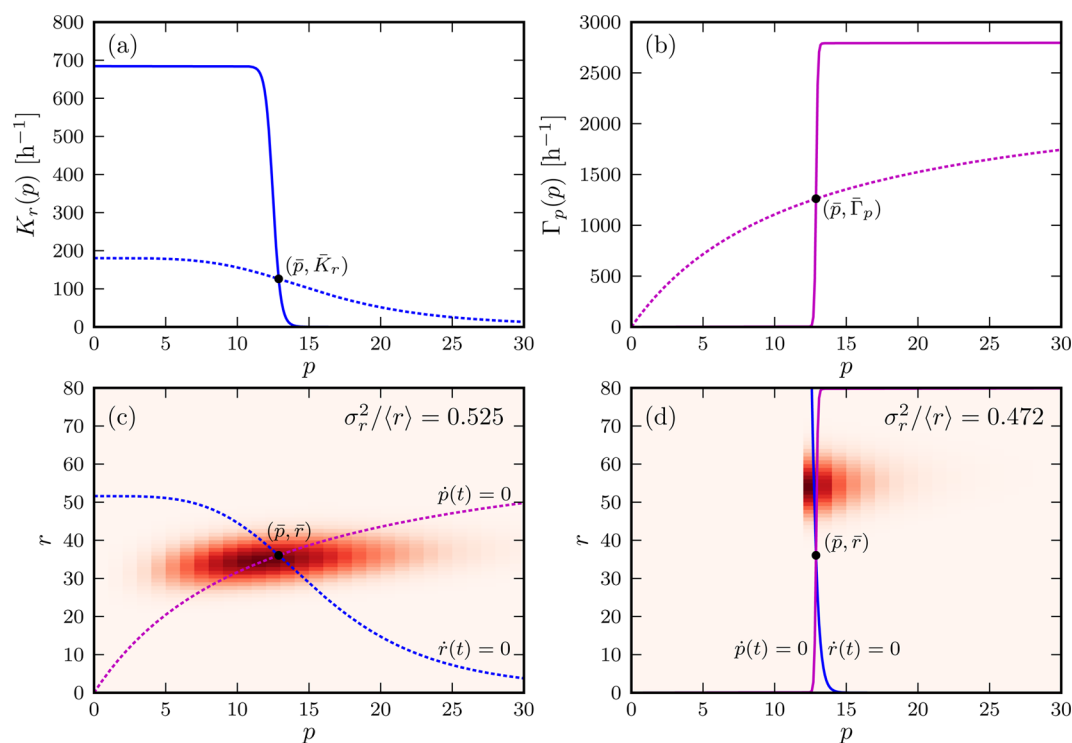 (a)
K_r(p) [h⁻¹]
800
700
600
500
400
300
200
100
0
(p̄, K̄_r)
0 5 10 15 20 25 30
p
(b)
Γ_p(p) [h⁻¹]
3000
2500
2000
1500
1000
500
0
(p̄, Γ̄_p)
0 5 10 15 20 25 30
p
(c)
σ_r²/⟨r⟩ = 0.525
r
80
70
60
50
40
30
20
10
0
ṗ(t) = 0
(p̄, r̄)
ṙ(t) = 0
0 5 10 15 20 25 30
p
(d)
σ_r²/⟨r⟩ = 0.472
r
80
70
60
50
40
30
20
10
0
(p̄, r̄)
ṗ(t) = 0 ṙ(t) = 0
0 5 10 15 20 25 30
p